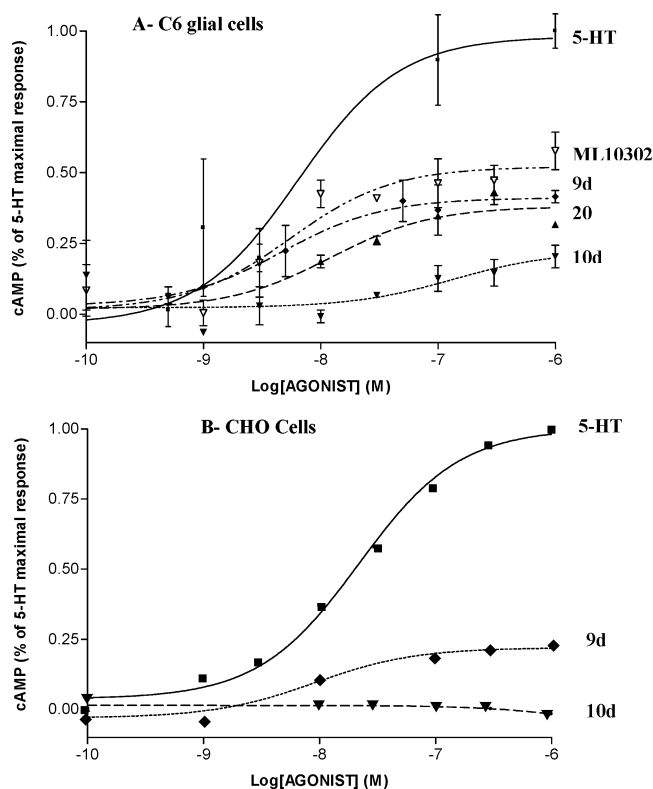 A- C6 glial cells
cAMP (% of 5-HT maximal response)
1.00
0.75
0.50
0.25
0.00
5-HT
ML10302
9d
20
10d
-10
-9
-8
-7
-6
Log[AGONIST] (M)
B- CHO Cells
cAMP (% of 5-HT maximal response)
1.00
0.75
0.50
0.25
0.00
5-HT
9d
10d
-10
-9
-8
-7
-6
Log[AGONIST] (M)